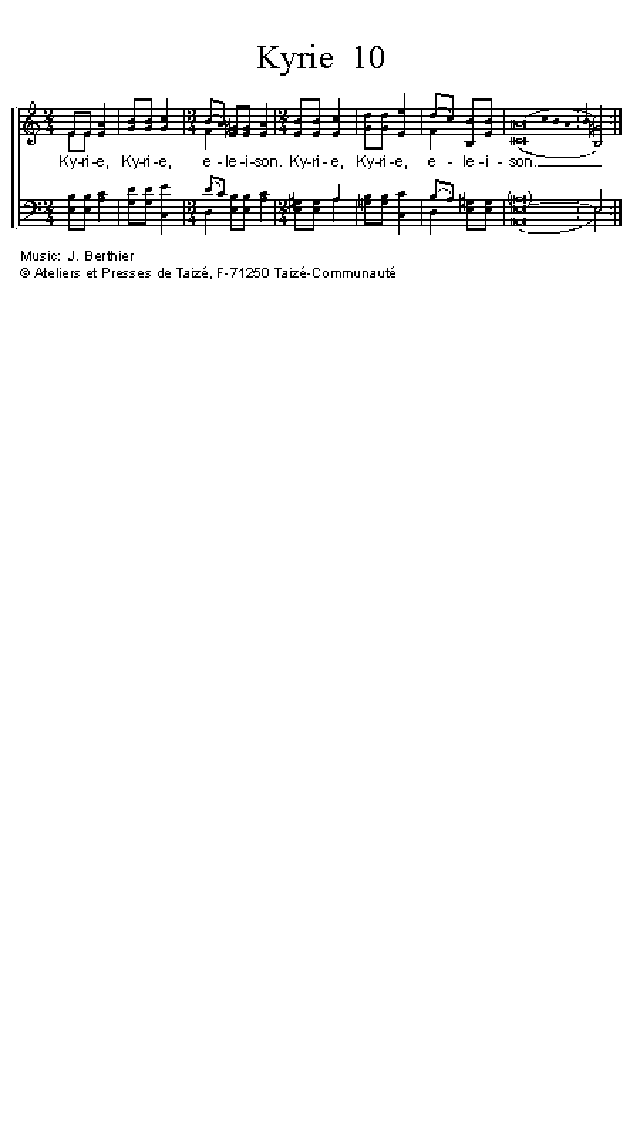 Kyrie 10
Ky-ri-e, Ky-ri-e, e-le-i-son. Ky-ri-e, Ky-ri-e, e - le - i - son.
Music: J. Berthier
© Ateliers et Presses de Taizé, F-71250 Taizé-Communauté